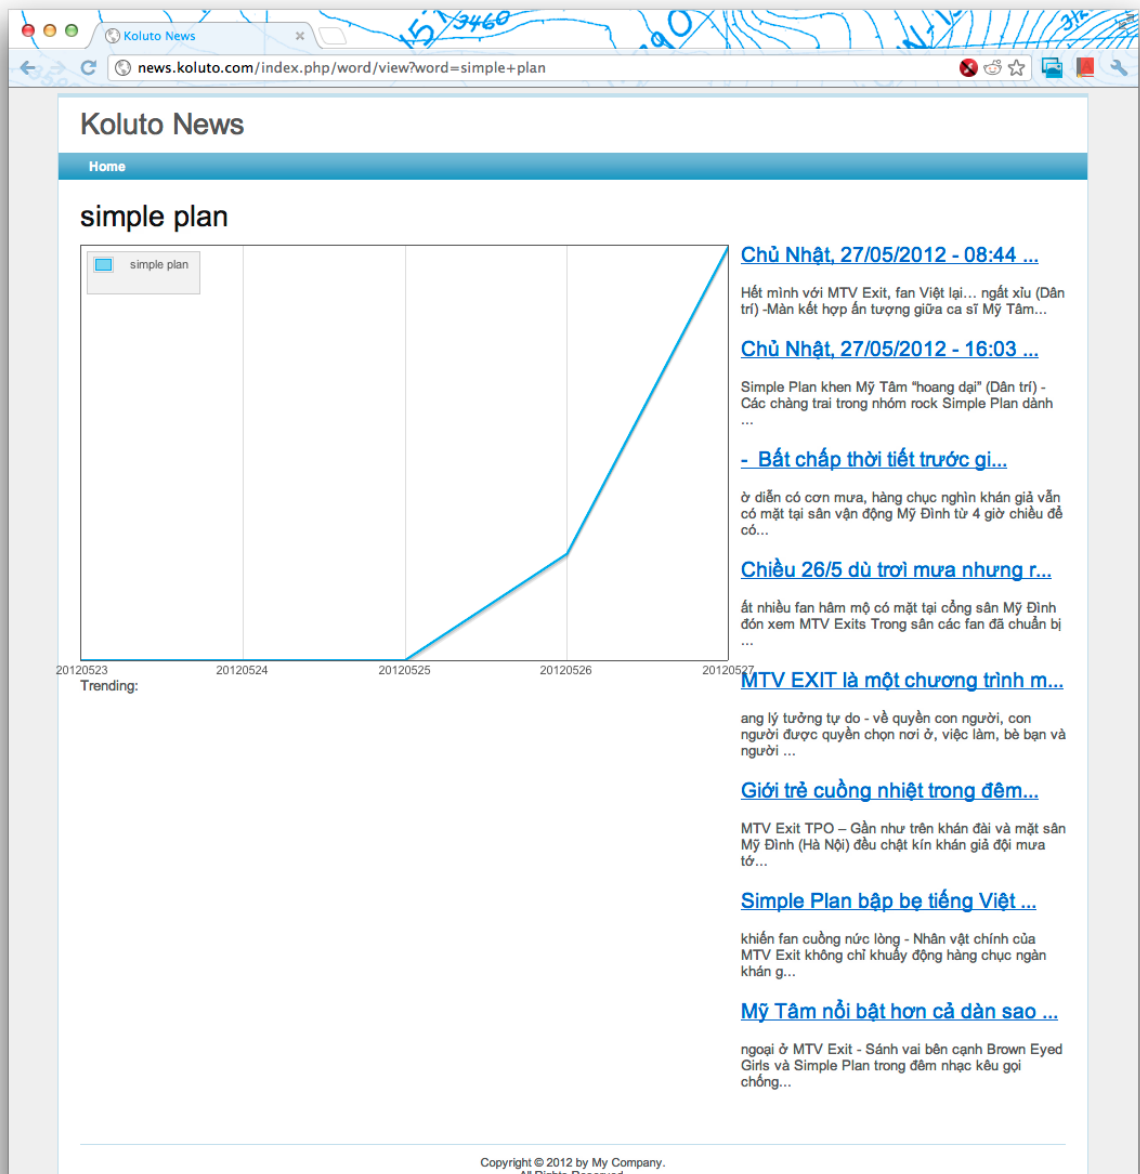 Koluto News
news.koluto.com/index.php/word/view?word=simple+plan
Koluto News
Home
simple plan
simple plan
20120523
20120524
20120525
20120526
20120527
Trending:
Chủ Nhật, 27/05/2012 - 08:44 ...
Hết mình với MTV Exit, fan Việt lại… ngất xỉu (Dân
trí) -Màn kết hợp ấn tượng giữa ca sĩ Mỹ Tâm...
Chủ Nhật, 27/05/2012 - 16:03 ...
Simple Plan khen Mỹ Tâm “hoang dại” (Dân trí) -
Các chàng trai trong nhóm rock Simple Plan dành
...
- Bất chấp thời tiết trước gi...
ờ diễn có cơn mưa, hàng chục nghìn khán giả vẫn
có mặt tại sân vận động Mỹ Đình từ 4 giờ chiều để
có...
Chiều 26/5 dù trơì mưa nhưng r...
ất nhiều fan hâm mộ có mặt tại cổng sân Mỹ Đình
đón xem MTV Exits Trong sân các fan đã chuẩn bị
...
MTV EXIT là một chương trình m...
ang lý tưởng tự do - về quyền con người, con
người được quyền chọn nơi ở, việc làm, bè bạn và
người ...
Giới trẻ cuồng nhiệt trong đêm...
MTV Exit TPO – Gần như trên khán đài và mặt sân
Mỹ Đình (Hà Nội) đều chật kín khán giả đội mưa
tớ...
Simple Plan bập bẹ tiếng Việt ...
khiến fan cuồng nức lòng - Nhân vật chính của
MTV Exit không chỉ khuấy động hàng chục ngàn
khán g...
Mỹ Tâm nổi bật hơn cả dàn sao ...
ngoại ở MTV Exit - Sánh vai bên cạnh Brown Eyed
Girls và Simple Plan trong đêm nhạc kêu gọi
chống...
Copyright © 2012 by My Company.
All Rights Reserved.